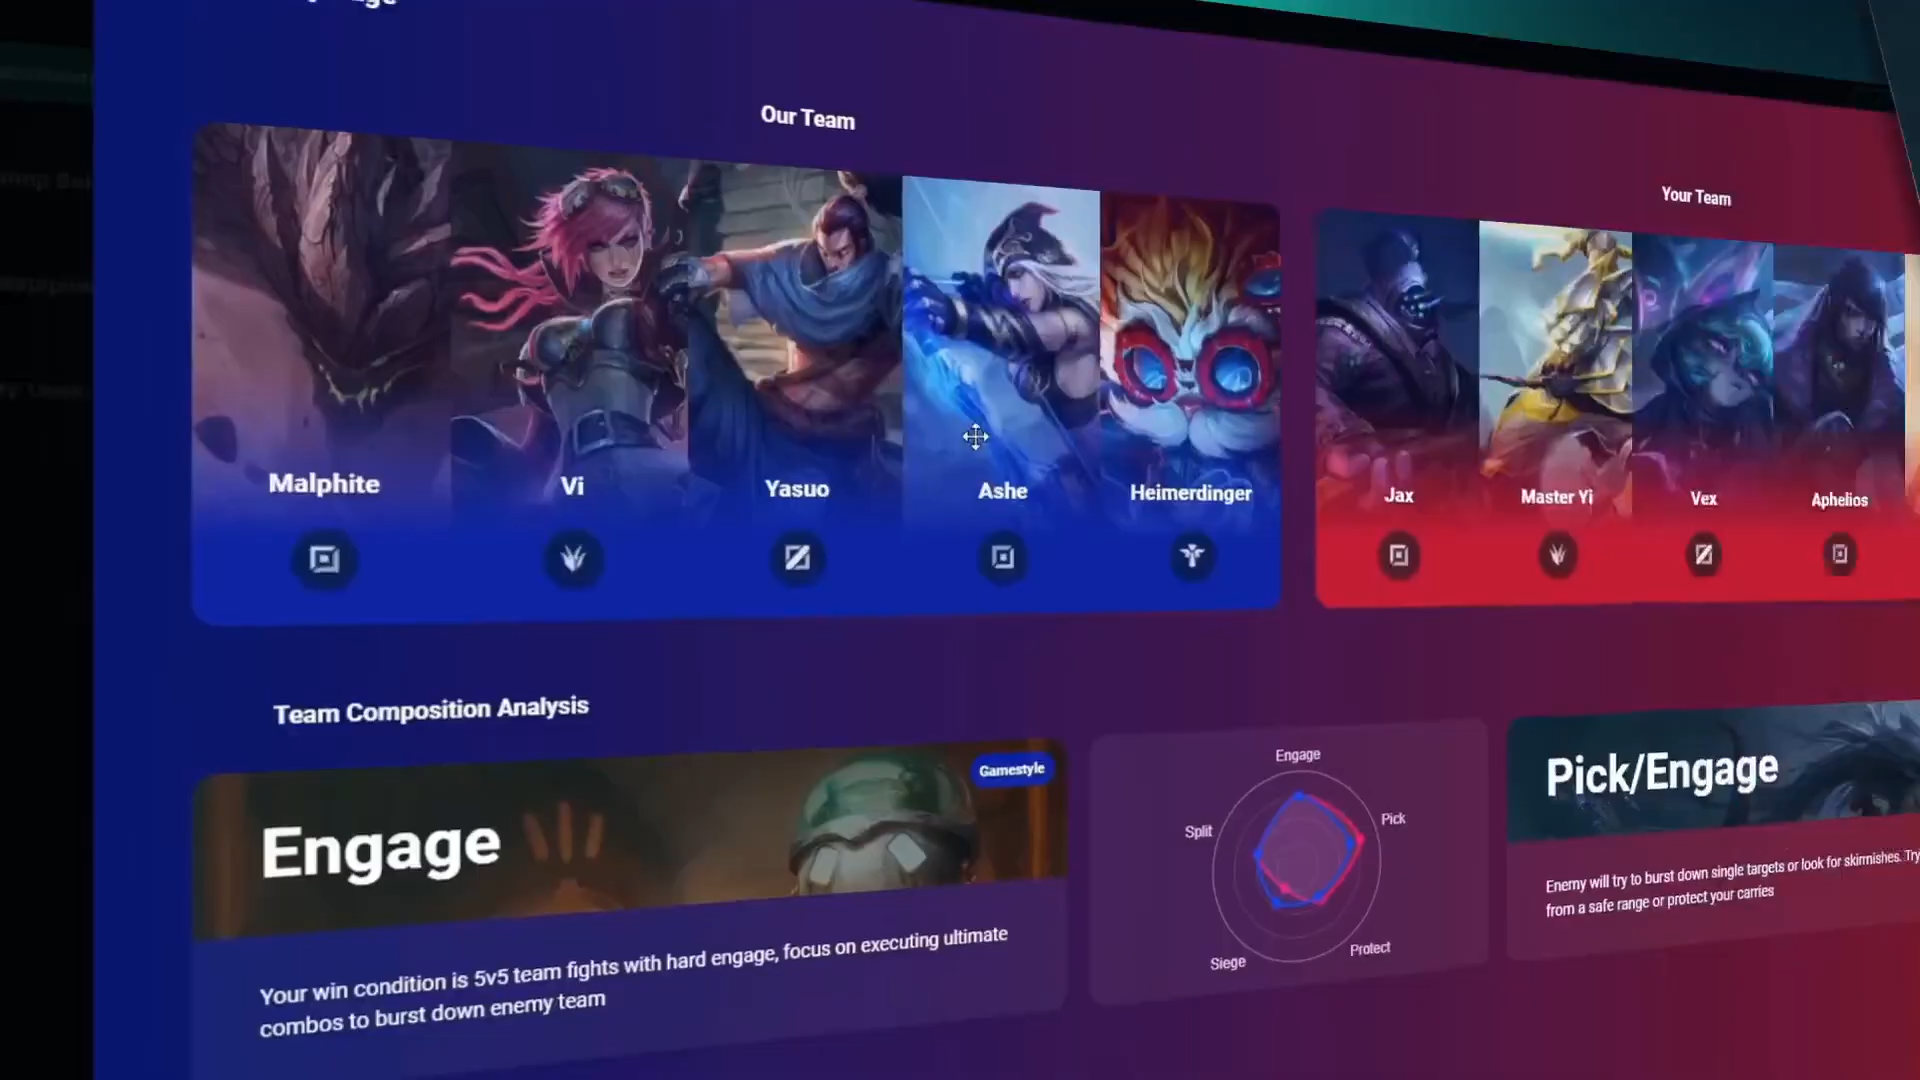 Our Team
Your Team
Malphite
Vi
Yasuo
Ashe
Heimerdinger
Jax
Master Yi
Vex
Aphelios
Team Composition Analysis
Gamestyle
Engage
Your win condition is 5v5 team fights with hard engage, focus on executing ultimate
combos to burst down enemy team
Engage
Pick
Protect
Siege
Split
Pick/Engage
Enemy will try to burst down single targets or look for skirmishes. Try
from a safe range or protect your carries